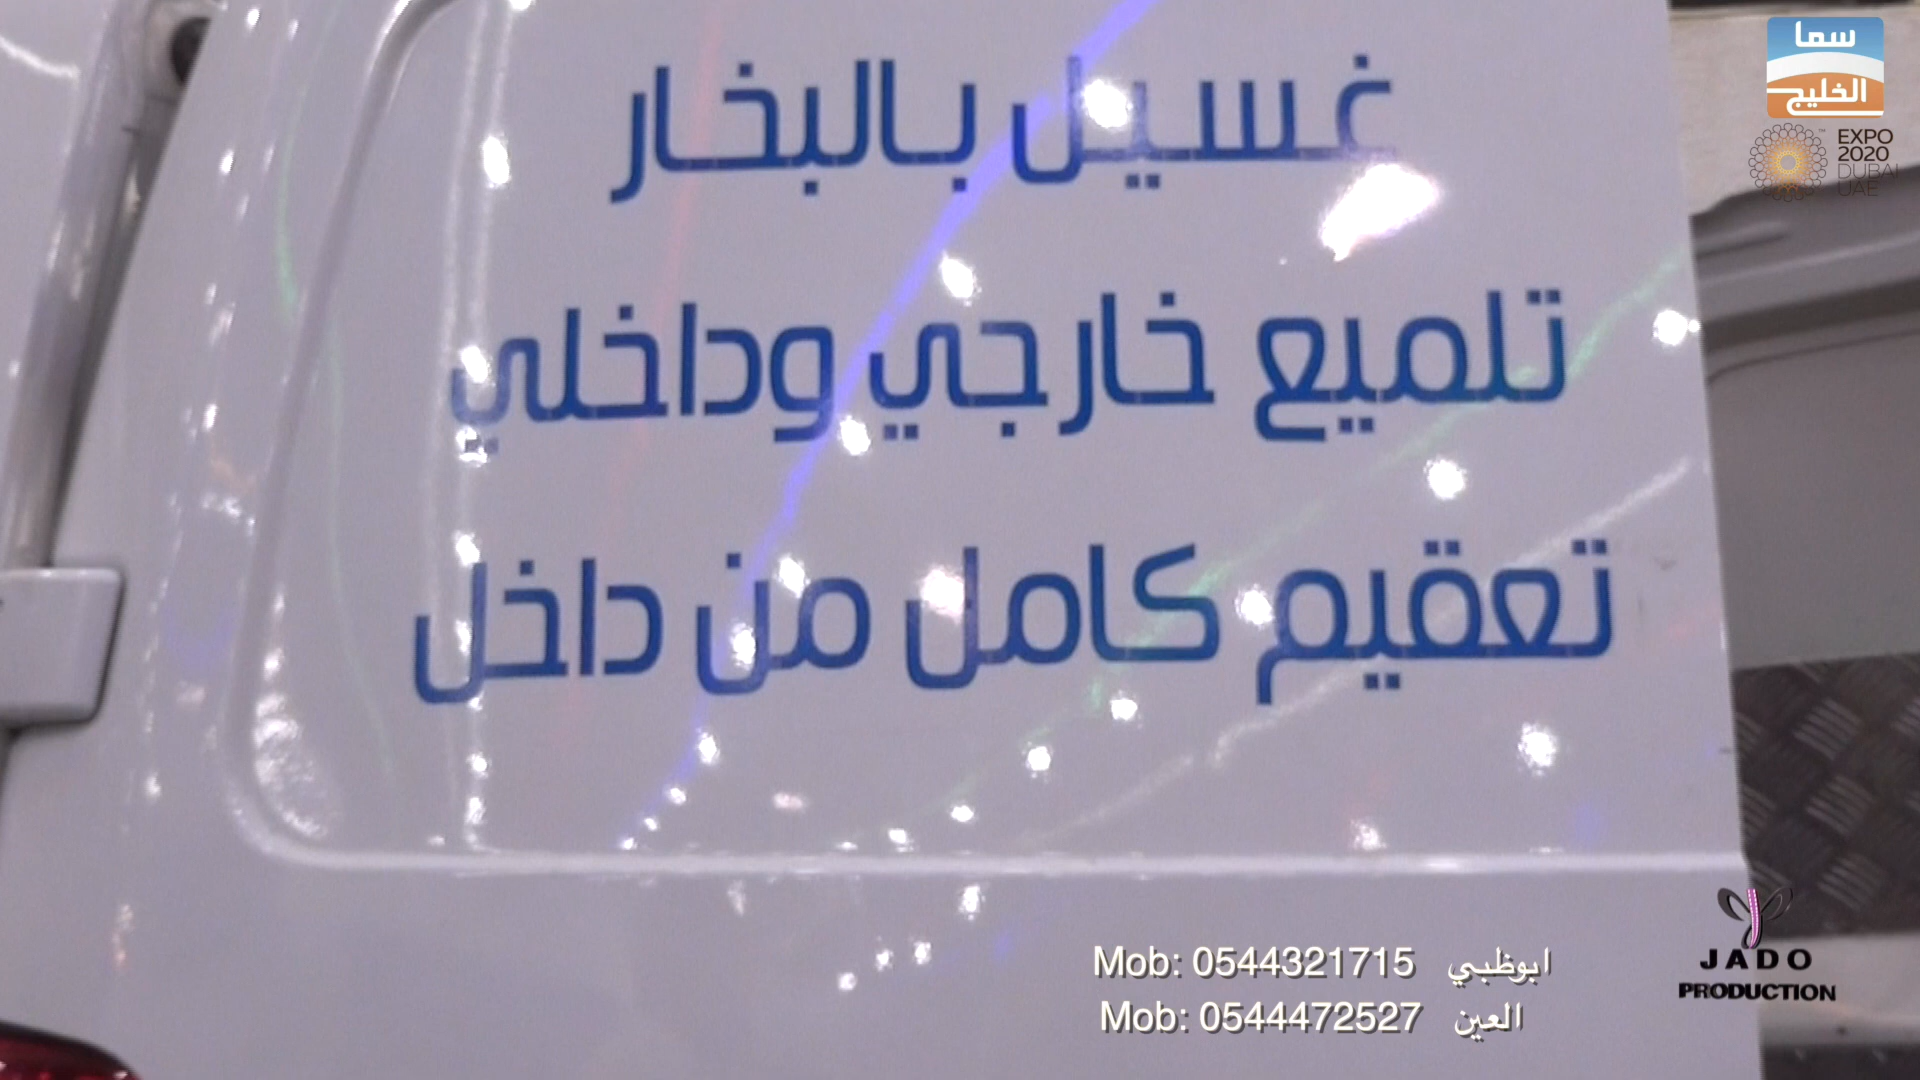 سما
الخليج
EXPO
2020
DUBAI
UAE
غسيل بالبخار
تلميع خارجي وداخلي
تعقيم كامل من داخل
Mob: 0544321715 ابوظبي
Mob: 0544472527 العين
JADO
PRODUCTION